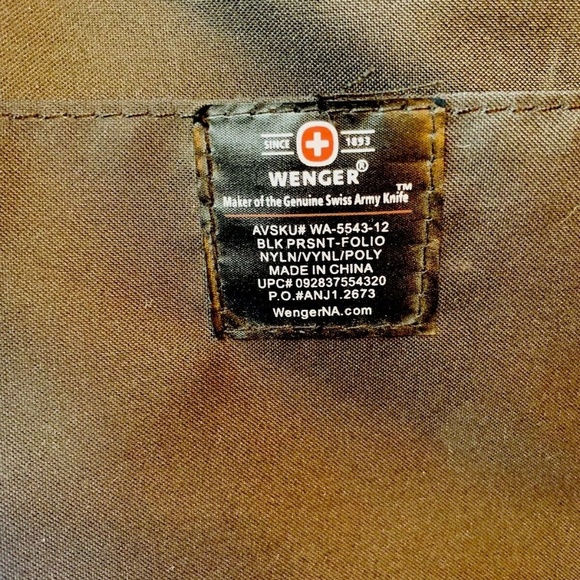 SINCE 1893
WENGER®
Maker of the Genuine Swiss Army Knife™
AVSKU# WA-5543-12
BLK PRSNT-FOLIO
NYLN/VYNL/POLY
MADE IN CHINA
UPC# 092837554320
P.O.#ANJ1.2673
WengerNA.com